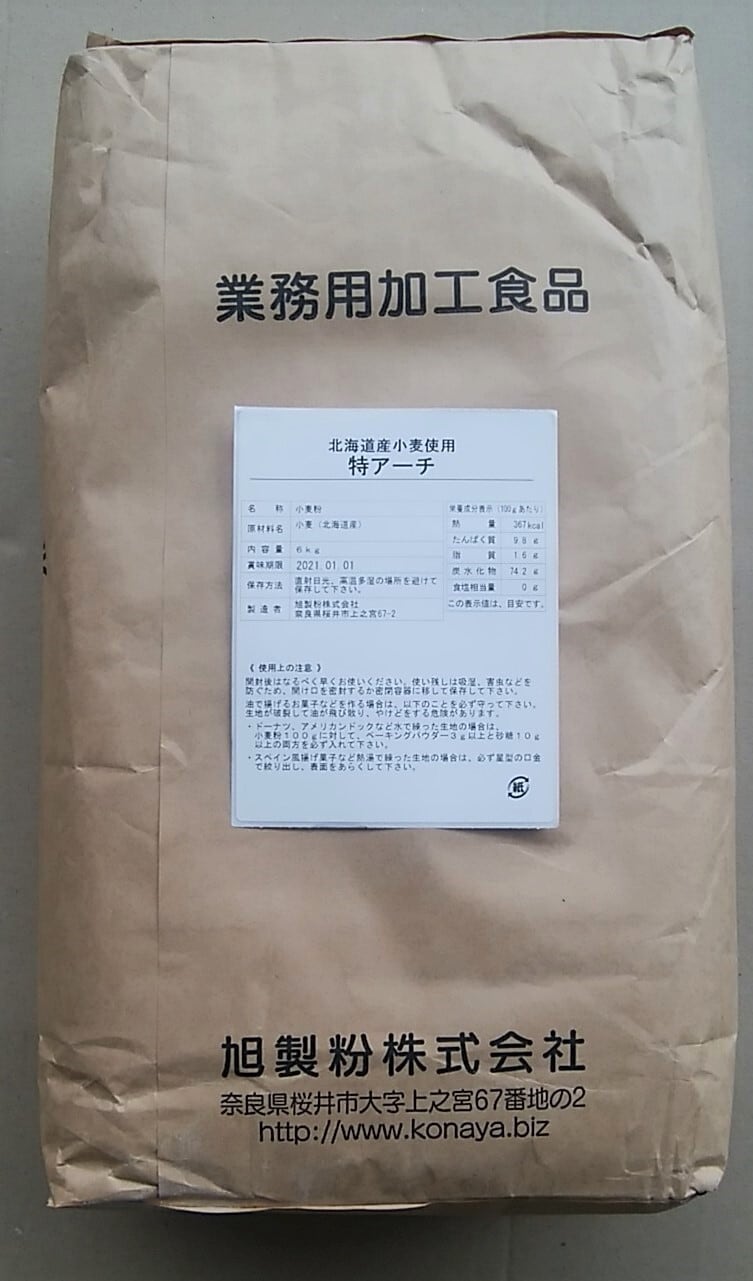 業務用加工食品
北海道産小麦使用
特アーチ
名 称 小麦粉
原材料名 小麦（北海道産）
内容量 6kg
賞味期限 2021.01.01
保存方法 直射日光、高温多湿の場所を避けて
保存して下さい。
製造者 旭製粉株式会社
奈良県桜井市上之宮67-2
栄養成分表示（100gあたり）
熱 量 367kcal
たんぱく質 9.8 g
脂 質 1.6 g
炭水化物 74.2 g
食塩相当量 0 g
この表示値は、目安です。
《 使用上の注意 》
開封後はなるべく早くお使いください。使い残しは吸湿、害虫などを
防ぐため、開け口を密封するか密閉容器に移して保存して下さい。
油で揚げるお菓子などを作る場合は、以下のことを必ず守って下さい。
生地が破裂して油が飛び散り、やけどをする危険があります。
・ドーナツ、アメリカンドックなど水で練った生地の場合は、
小麦粉100gに対して、ベーキングパウダー3g以上と砂糖10g
以上の両方を必ず入れて下さい。
・スペイン風揚げ菓子など熱湯で練った生地の場合は、必ず星型の口金
で絞り出し、表面をあらくして下さい。
紙
旭製粉株式会社
奈良県桜井市大字上之宮67番地の2
http://www.konaya.biz